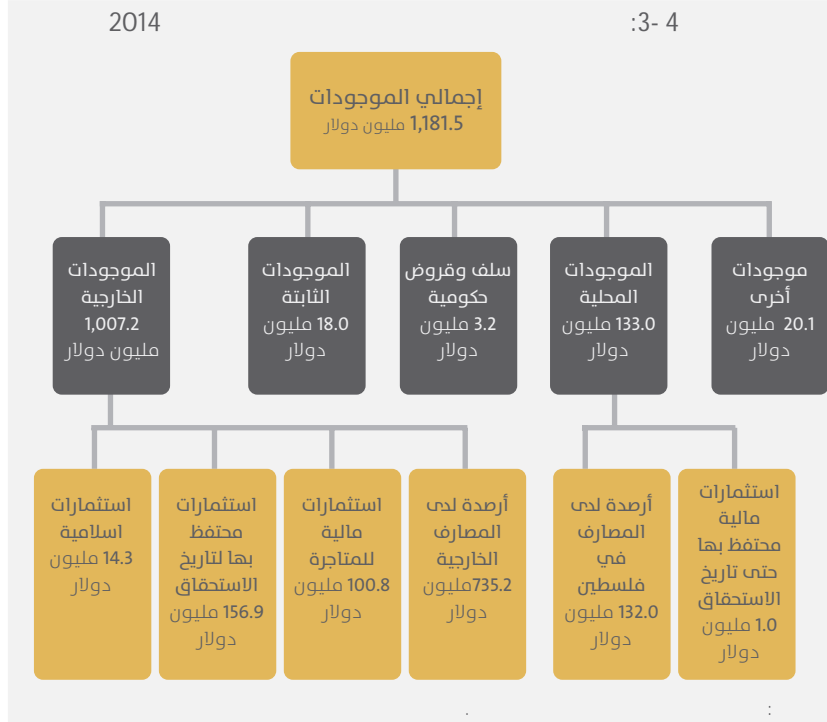 4 -3: 2014
إجمالي الموجودات
1,181.5 مليون دولار
موجودات
أخرى
20.1 مليون
دولار
الموجودات
المحلية
133.0 مليون
دولار
سلف وقروض
حكومية
3.2 مليون
دولار
الموجودات
الثابتة
18.0 مليون
دولار
الموجودات
الخارجية
1,007.2
مليون دولار
استثمارات
مالية
محتفظ بها
حتى تاريخ
الاستحقاق
1.0 مليون
دولار
أرصدة لدى
المصارف
في
فلسطين
132.0 مليون
دولار
أرصدة لدى
المصارف
الخارجية
735.2مليون
دولار
استثمارات
مالية
للمتاجرة
100.8 مليون
دولار
استثمارات
محتفظ
بها لتاريخ
الاستحقاق
156.9 مليون
دولار
استثمارات
اسلامية
14.3 مليون
دولار
: .